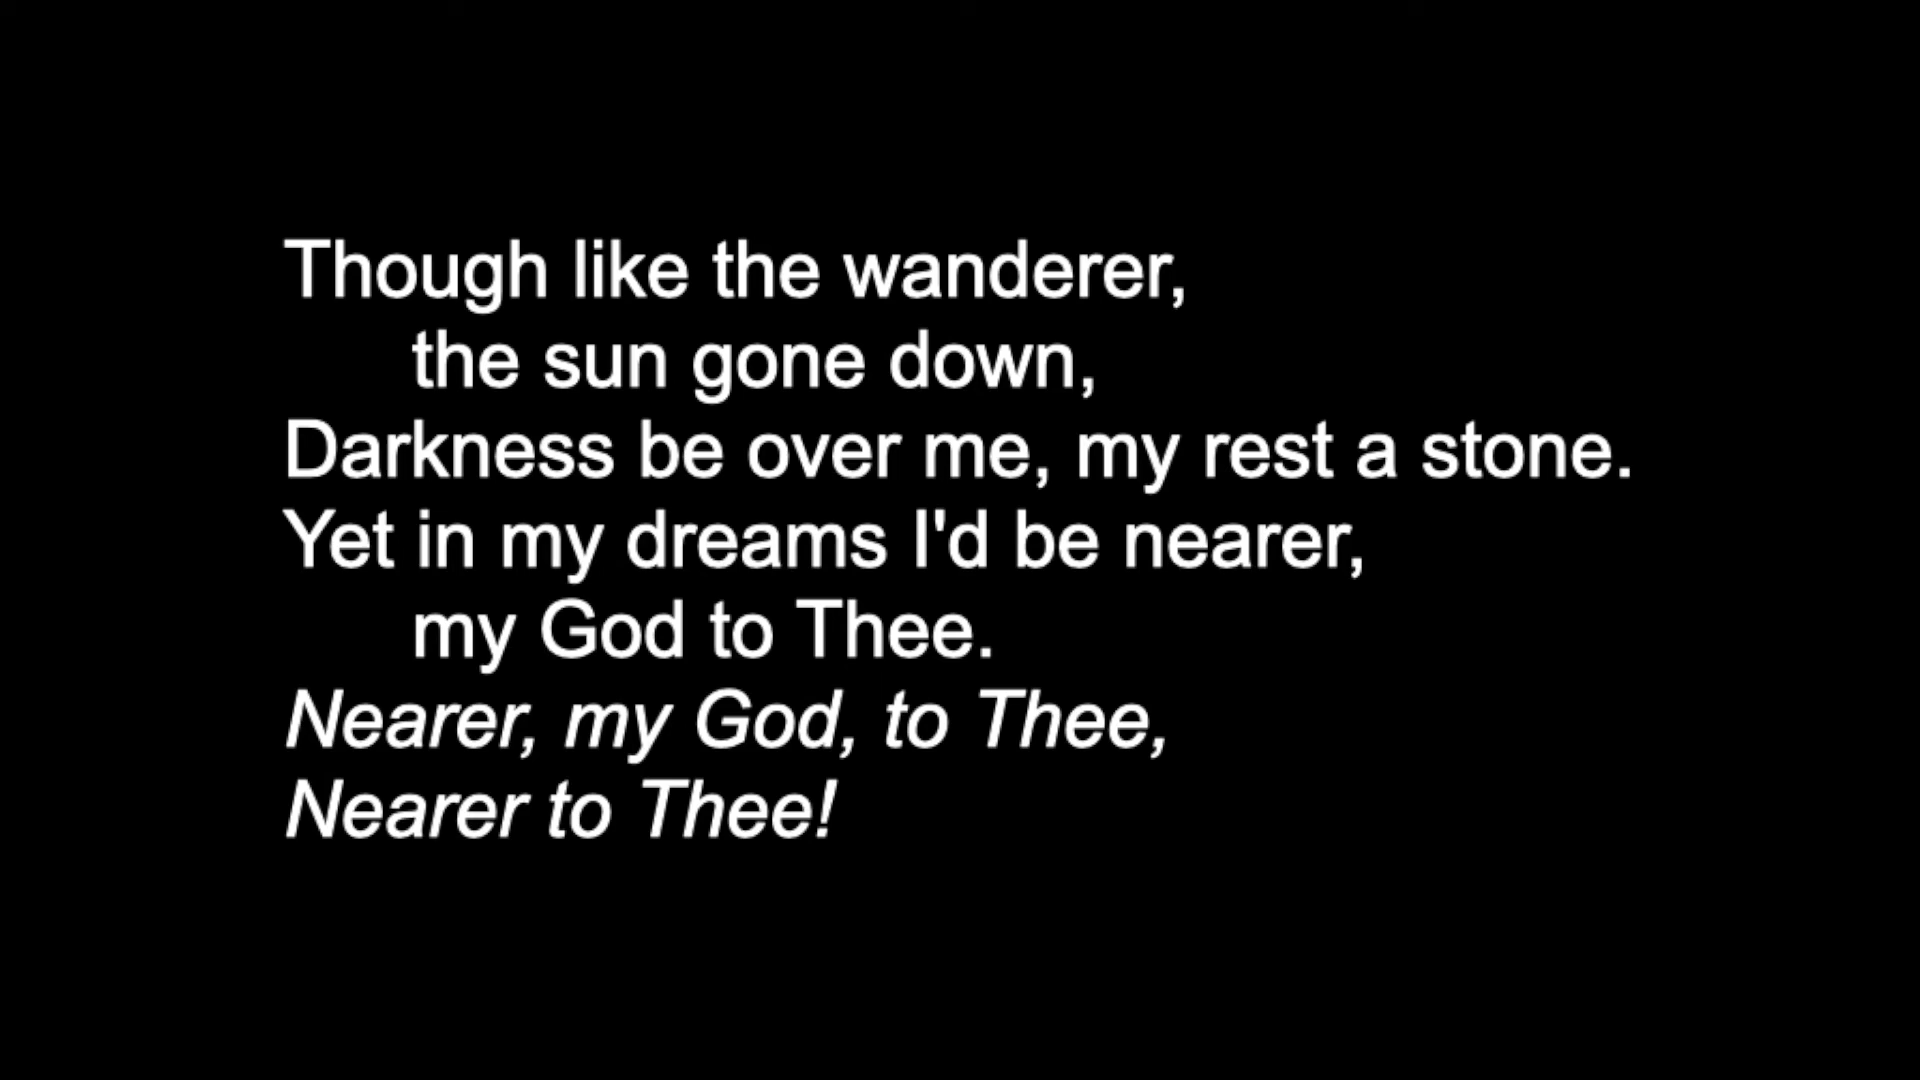 Though like the wanderer,
the sun gone down,
Darkness be over me, my rest a stone.
Yet in my dreams I'd be nearer,
my God to Thee.
Nearer, my God, to Thee,
Nearer to Thee!